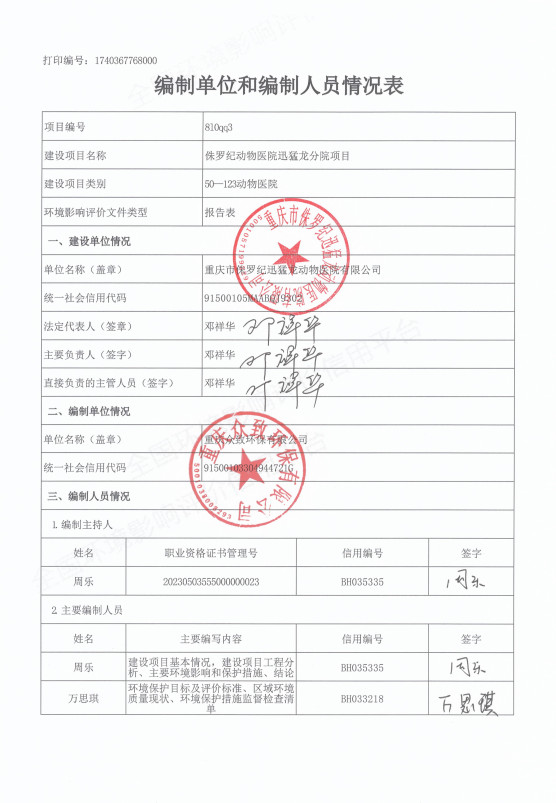 打印编号：1740367768000
编制单位和编制人员情况表
项目编号 8l0qq3
建设项目名称 侏罗纪动物医院迅猛龙分院项目
建设项目类别 50—123动物医院
环境影响评价文件类型 报告表
一、建设单位情况
单位名称（盖章） 重庆市侏罗纪迅猛龙动物医院有限公司
统一社会信用代码
法定代表人（签章） 邓祥华 邓祥华
主要负责人（签字） 邓祥华 邓祥华
直接负责的主管人员（签字） 邓祥华 邓祥华
二、编制单位情况
单位名称（盖章） 重庆众致环保有限公司
统一社会信用代码 91500103304944721G
三、编制人员情况
1.编制主持人
姓名 职业资格证书管理号 信用编号 签字
周乐 20230503555000000023 BH035335 周乐
2.主要编制人员
姓名 主要编写内容 信用编号 签字
周乐 建设项目基本情况，建设项目工程分
析、主要环境影响和保护措施、结论 BH035335 周乐
万思琪 环境保护目标及评价标准、区域环境
质量现状、环境保护措施监督检查清
单 BH033218 万思琪